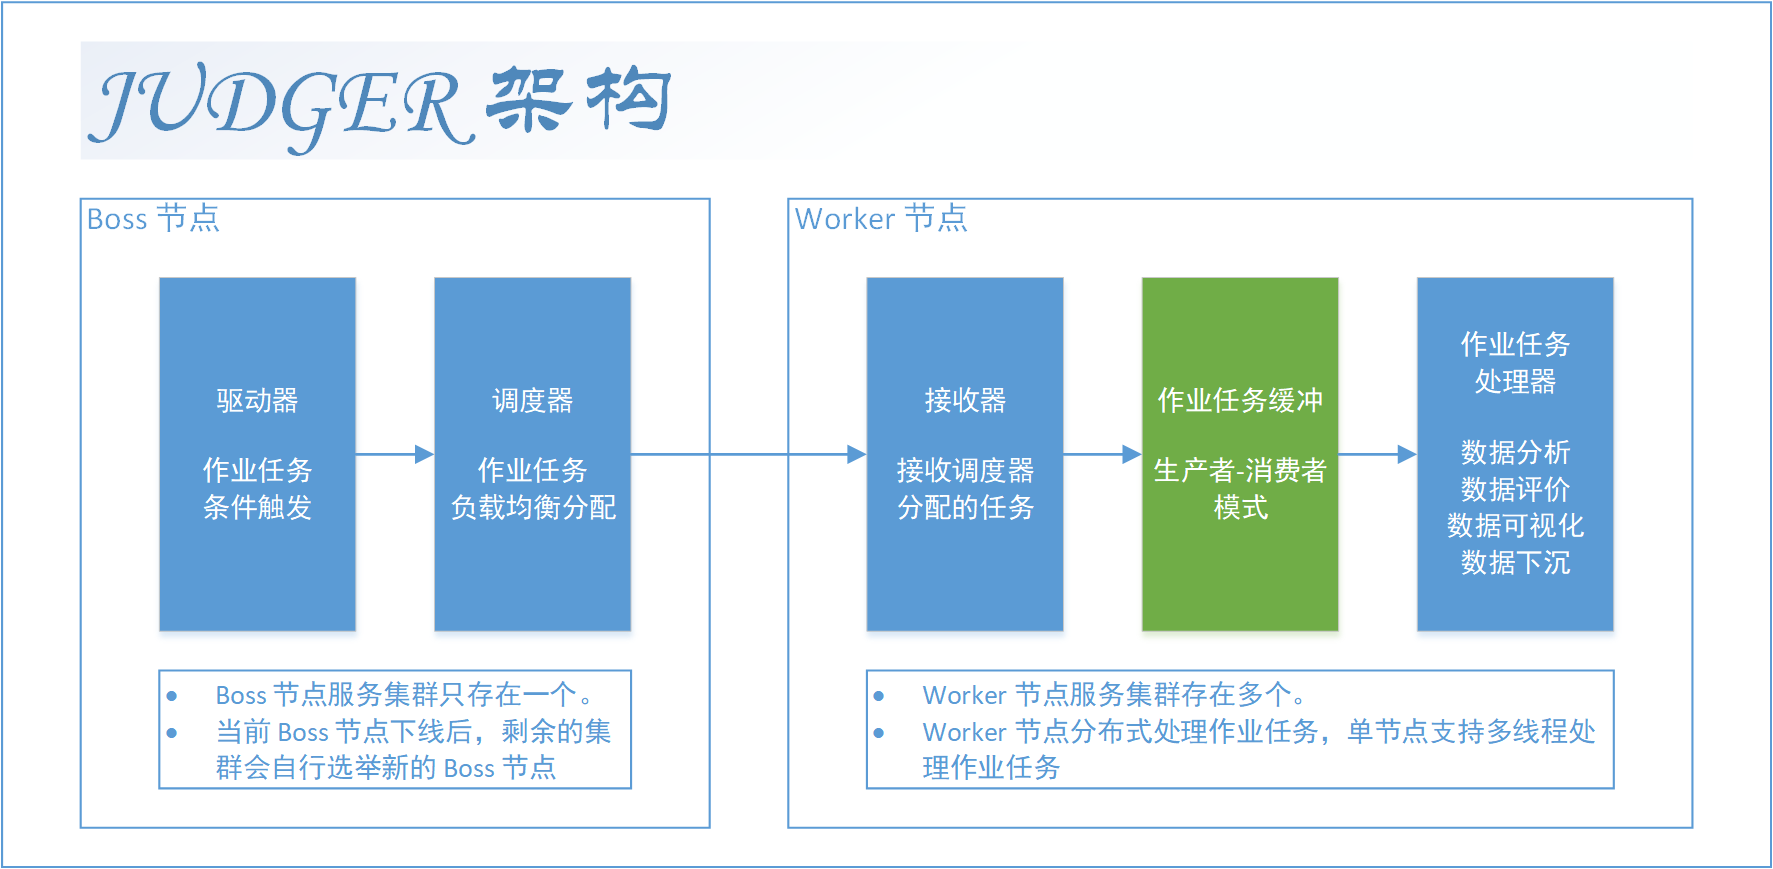 JUDGER 架构
Boss 节点
Worker 节点
驱动器
作业任务
条件触发
调度器
作业任务
负载均衡分配
接收器
接收调度器
分配的任务
作业任务缓冲
生产者-消费者
模式
作业任务
处理器
数据分析
数据评价
数据可视化
数据下沉
• Boss 节点服务集群只存在一个。
• 当前 Boss 节点下线后，剩余的集
群会自行选举新的 Boss 节点
• Worker 节点服务集群存在多个。
• Worker 节点分布式处理作业任务，单节点支持多线程处
理作业任务